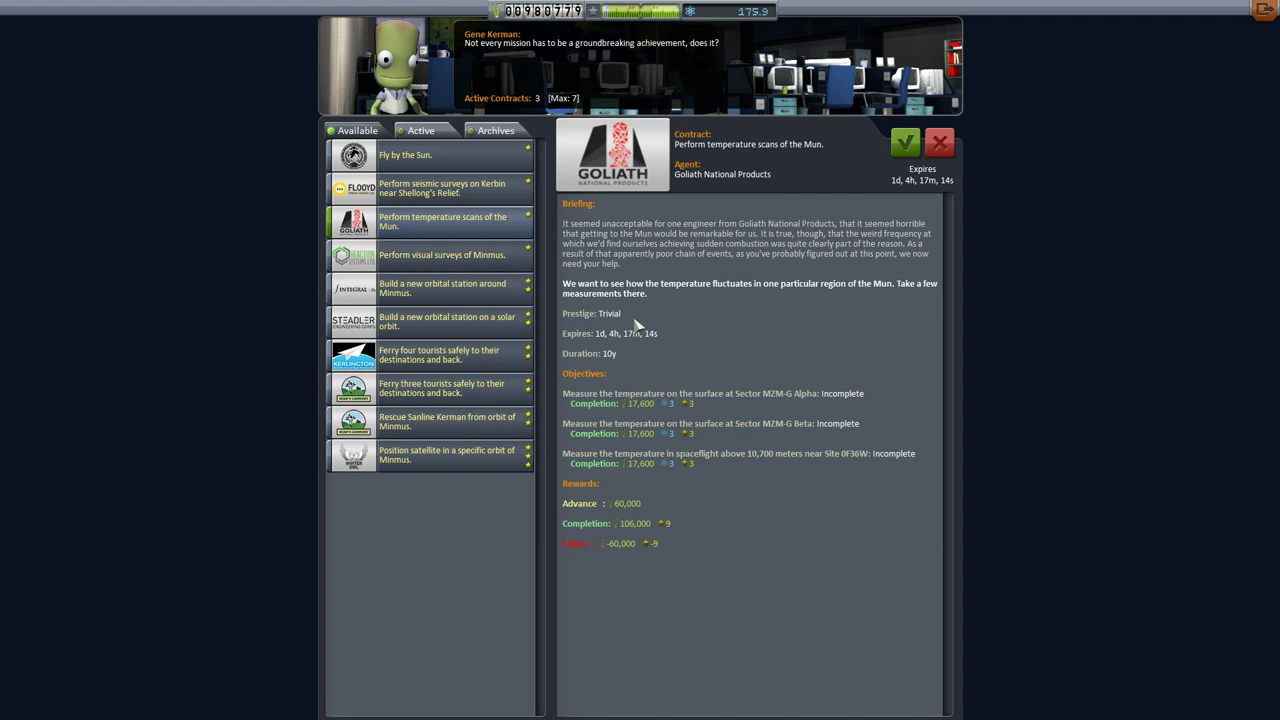 00980779
175.9
Gene Kerman:
Not every mission has to be a groundbreaking achievement, does it?
Active Contracts: 3 [Max: 7]
Available
Active
Archives
Fly by the Sun.
FLOOYD
Perform seismic surveys on Kerbin
near Shellong's Relief.
GOLIATH
Perform temperature scans of the
Mun.
REACTION
Perform visual surveys of Minmus.
INTEGRAL
Build a new orbital station around
Minmus.
STEADLER
Build a new orbital station on a solar
orbit.
KERLINGTON
Ferry four tourists safely to their
destinations and back.
Ferry three tourists safely to their
destinations and back.
Rescue Sanline Kerman from orbit of
Minmus.
WINTER
OWL
Position satellite in a specific orbit of
Minmus.
GOLIATH
NATIONAL PRODUCTS
Contract:
Perform temperature scans of the Mun.
Agent:
Goliath National Products
Expires
1d, 4h, 17m, 14s
Briefing:
It seemed unacceptable for one engineer from Goliath National Products, that it seemed horrible
that getting to the Mun would be remarkable for us. It is true, though, that the weird frequency at
which we'd find ourselves achieving sudden combustion was quite clearly part of the reason. As a
result of that apparently poor chain of events, as you've probably figured out at this point, we now
need your help.
We want to see how the temperature fluctuates in one particular region of the Mun. Take a few
measurements there.
Prestige: Trivial
Expires: 1d, 4h, 17m, 14s
Duration: 10y
Objectives:
Measure the temperature on the surface at Sector MZM-G Alpha: Incomplete
Completion: 17,600 3 3
Measure the temperature on the surface at Sector MZM-G Beta: Incomplete
Completion: 17,600 3 3
Measure the temperature in spaceflight above 10,700 meters near Site 0F36W: Incomplete
Completion: 17,600 3 3
Rewards:
Advance : 60,000
Completion: 106,000 9
Failure : -60,000 -9